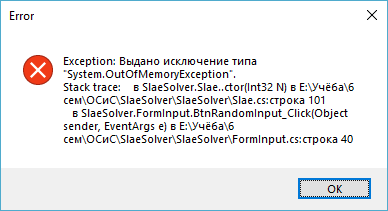 Error
Exception: Выдано исключение типа
"System.OutOfMemoryException".
Stack trace:    в SlaeSolver.Slae..ctor(Int32 N) в E:\Учёба\6
сем\ОСиС\SlaeSolver\SlaeSolver\Slae.cs:строка 101
в SlaeSolver.FormInput.BtnRandomInput_Click(Object
sender, EventArgs e) в E:\Учёба\6
сем\ОСиС\SlaeSolver\SlaeSolver\FormInput.cs:строка 40
OK